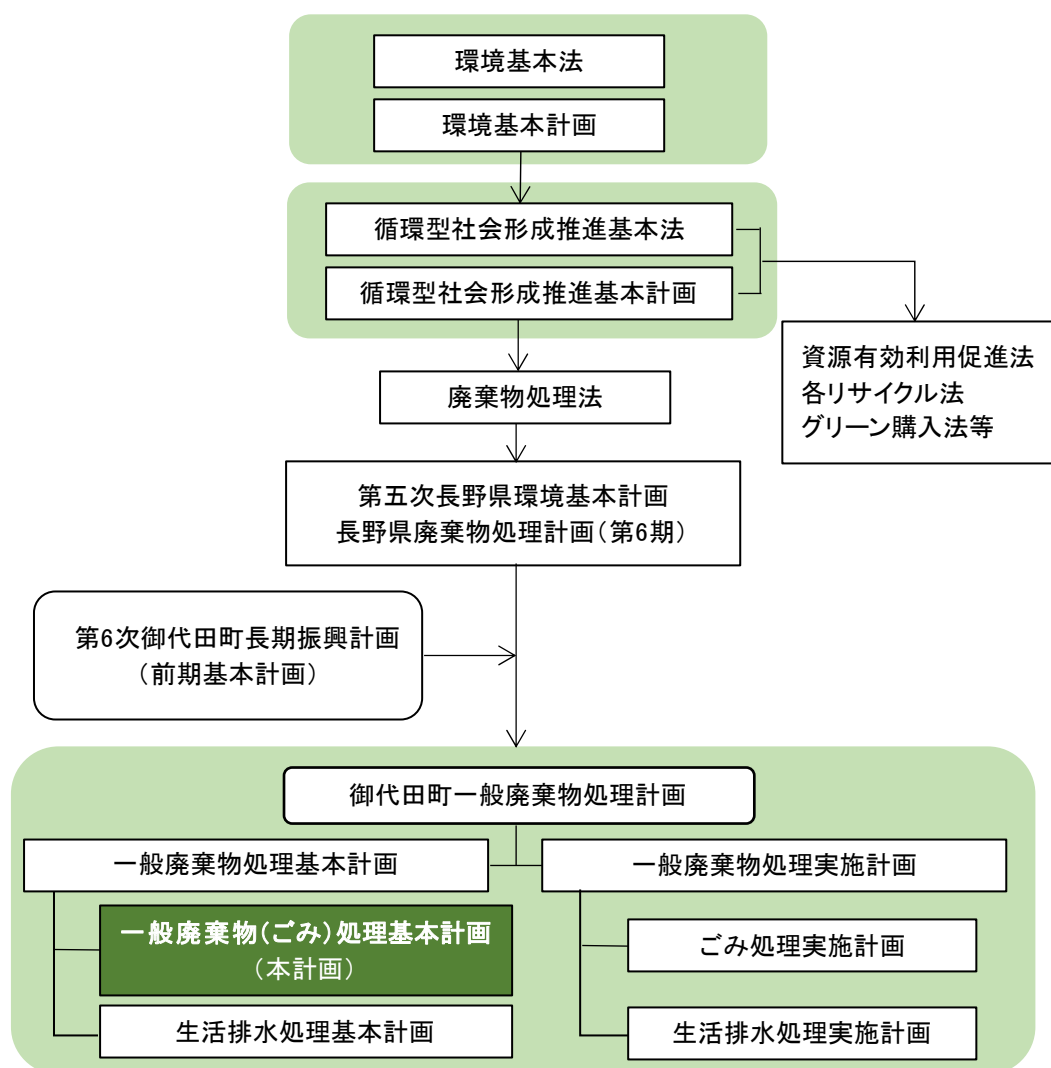 環境基本法
環境基本計画
循環型社会形成推進基本法
循環型社会形成推進基本計画
資源有効利用促進法
各リサイクル法
グリーン購入法等
廃棄物処理法
第五次長野県環境基本計画
長野県廃棄物処理計画（第6期）
第6次御代田町長期振興計画
（前期基本計画）
御代田町一般廃棄物処理計画
一般廃棄物処理基本計画
一般廃棄物（ごみ）処理基本計画
（本計画）
生活排水処理基本計画
一般廃棄物処理実施計画
ごみ処理実施計画
生活排水処理実施計画